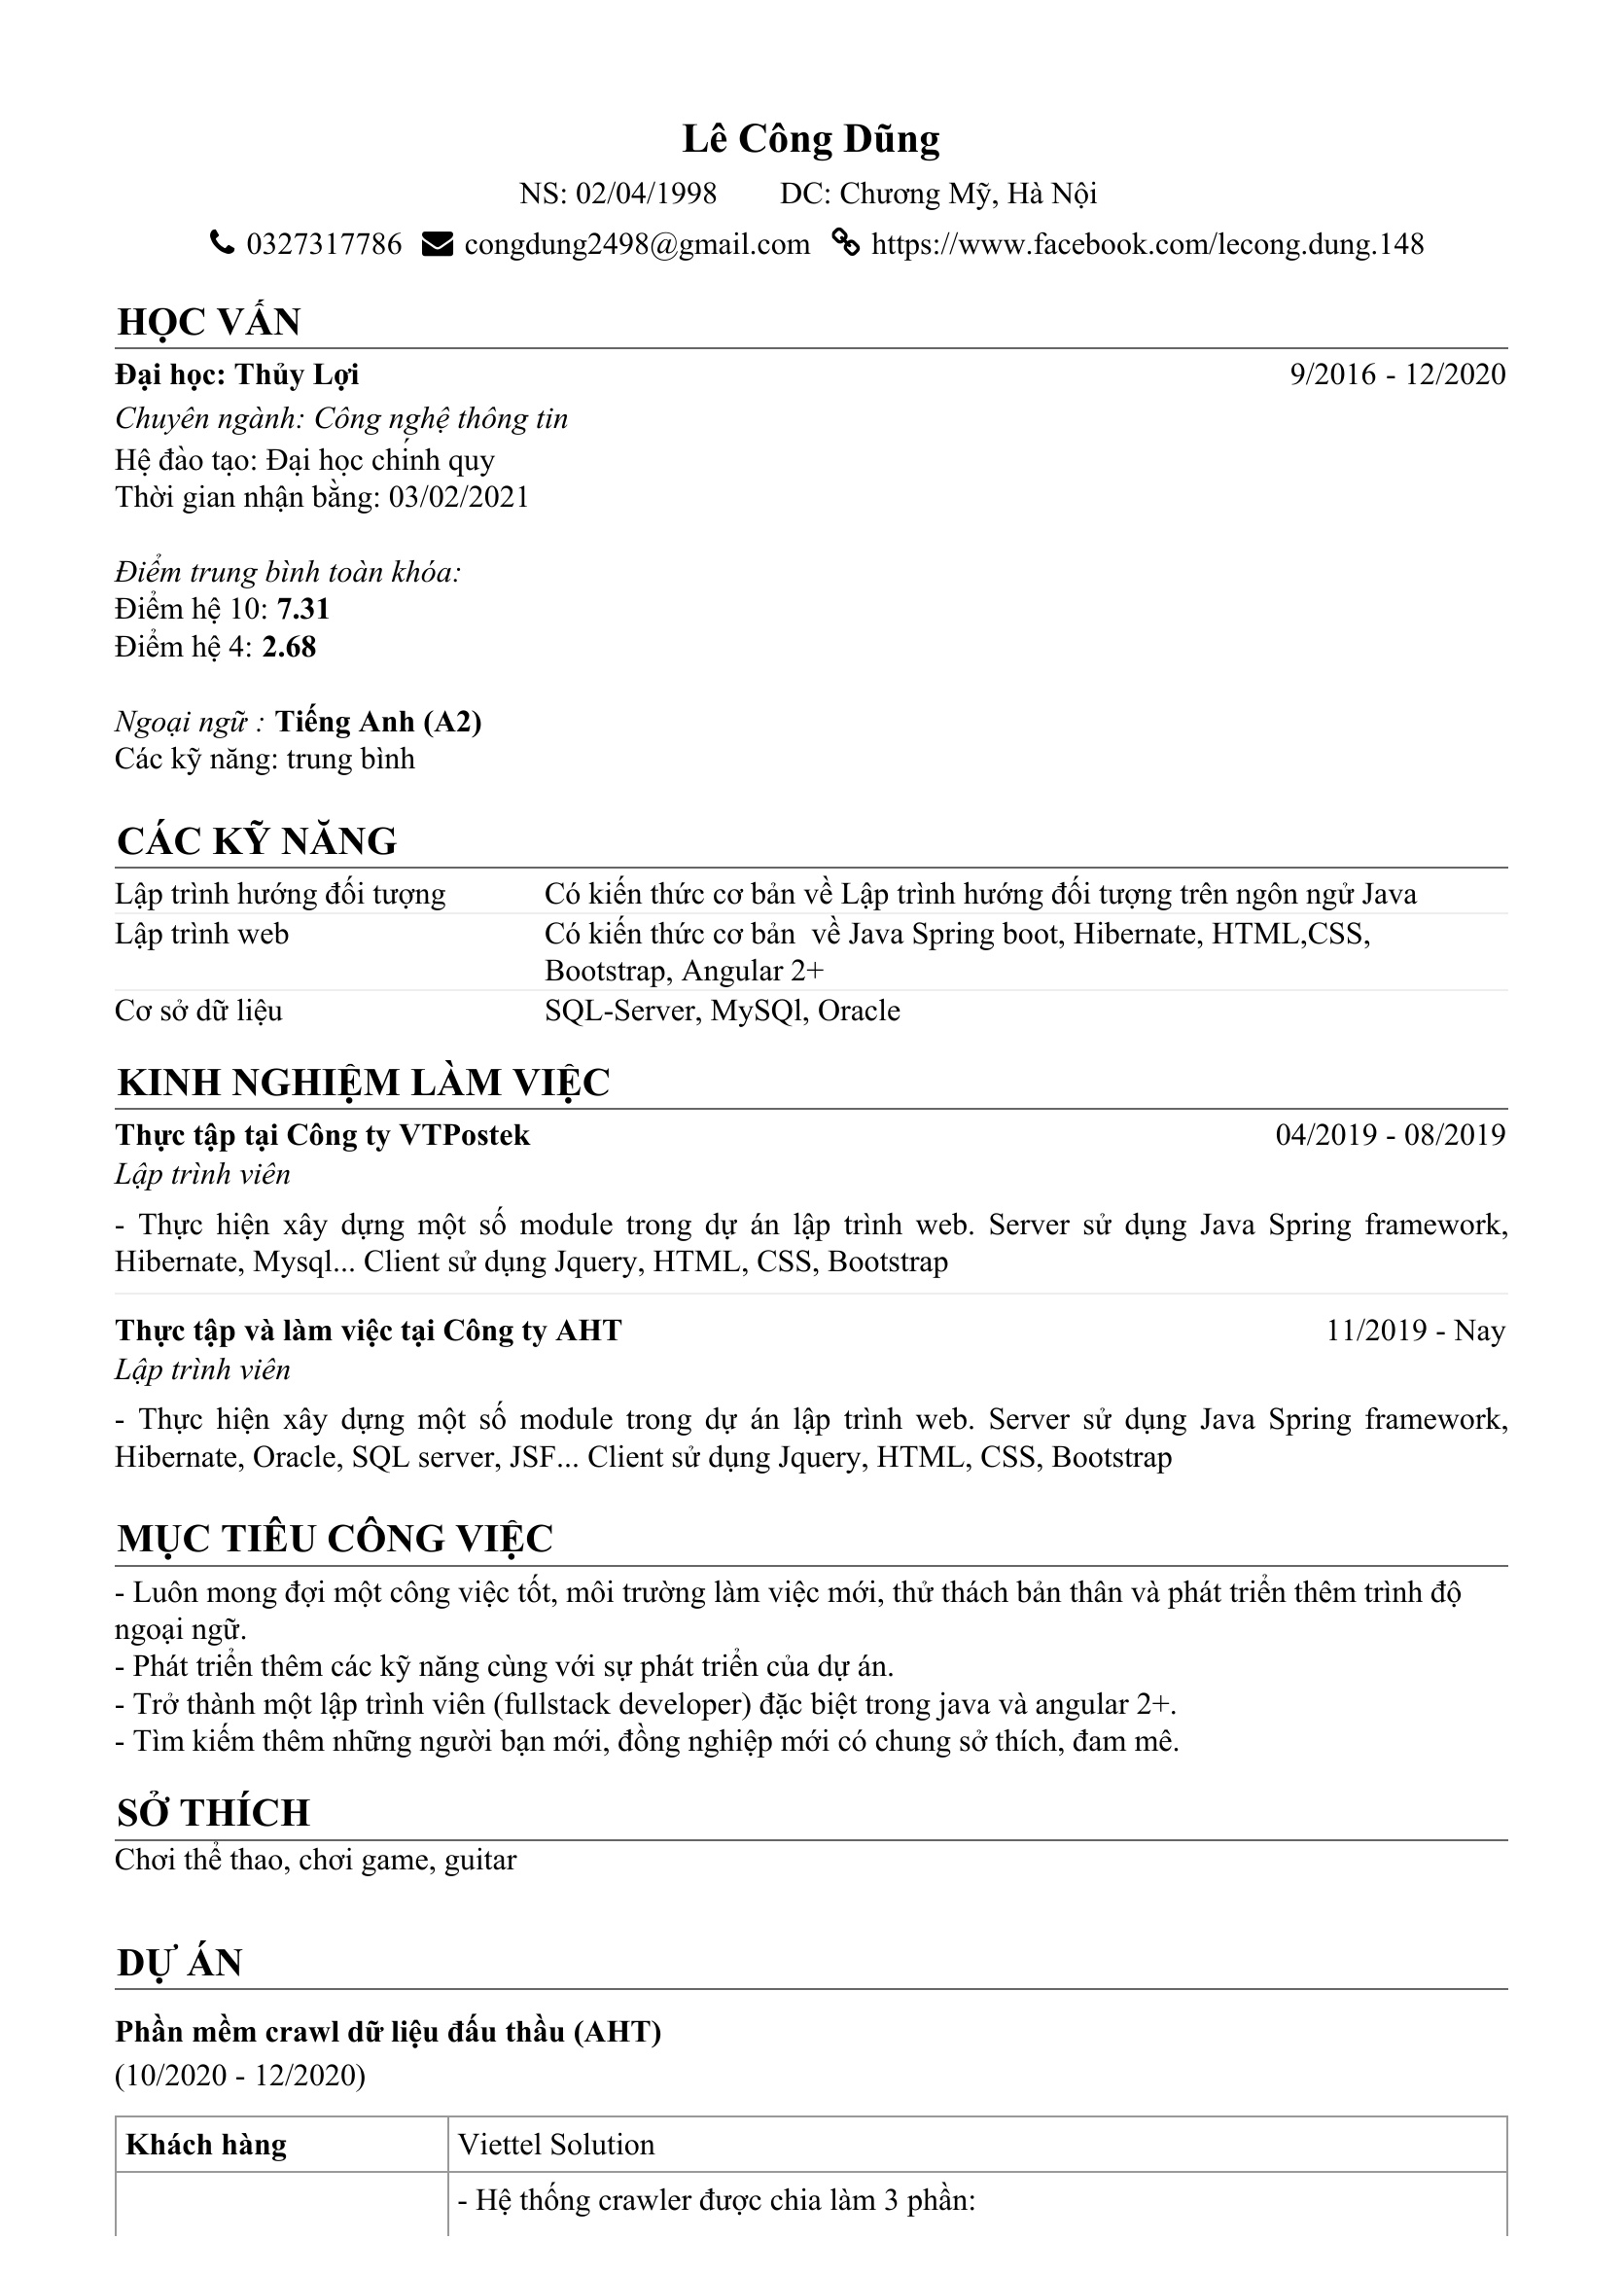 Lê Công Dũng
NS: 02/04/1998 DC: Chương Mỹ, Hà Nội
0327317786 congdung2498@gmail.com https://www.facebook.com/lecong.dung.148
HỌC VẤN
Đại học: Thủy Lợi 9/2016 - 12/2020
Chuyên ngành: Công nghệ thông tin
Hệ đào tạo: Đại học chính quy
Thời gian nhận bằng: 03/02/2021
Điểm trung bình toàn khóa:
Điểm hệ 10: 7.31
Điểm hệ 4: 2.68
Ngoại ngữ : Tiếng Anh (A2)
Các kỹ năng: trung bình
CÁC KỸ NĂNG
Lập trình hướng đối tượng Có kiến thức cơ bản về Lập trình hướng đối tượng trên ngôn ngử Java
Lập trình web Có kiến thức cơ bản về Java Spring boot, Hibernate, HTML,CSS,
Bootstrap, Angular 2+
Cơ sở dữ liệu SQL-Server, MySQl, Oracle
KINH NGHIỆM LÀM VIỆC
Thực tập tại Công ty VTPostek 04/2019 - 08/2019
Lập trình viên
- Thực hiện xây dựng một số module trong dự án lập trình web. Server sử dụng Java Spring framework,
Hibernate, Mysql... Client sử dụng Jquery, HTML, CSS, Bootstrap
Thực tập và làm việc tại Công ty AHT 11/2019 - Nay
Lập trình viên
- Thực hiện xây dựng một số module trong dự án lập trình web. Server sử dụng Java Spring framework,
Hibernate, Oracle, SQL server, JSF... Client sử dụng Jquery, HTML, CSS, Bootstrap
MỤC TIÊU CÔNG VIỆC
- Luôn mong đợi một công việc tốt, môi trường làm việc mới, thử thách bản thân và phát triển thêm trình độ
ngoại ngữ.
- Phát triển thêm các kỹ năng cùng với sự phát triển của dự án.
- Trở thành một lập trình viên (fullstack developer) đặc biệt trong java và angular 2+.
- Tìm kiếm thêm những người bạn mới, đồng nghiệp mới có chung sở thích, đam mê.
SỞ THÍCH
Chơi thể thao, chơi game, guitar
DỰ ÁN
Phần mềm crawl dữ liệu đấu thầu (AHT)
(10/2020 - 12/2020)
Khách hàng Viettel Solution
- Hệ thống crawler được chia làm 3 phần: